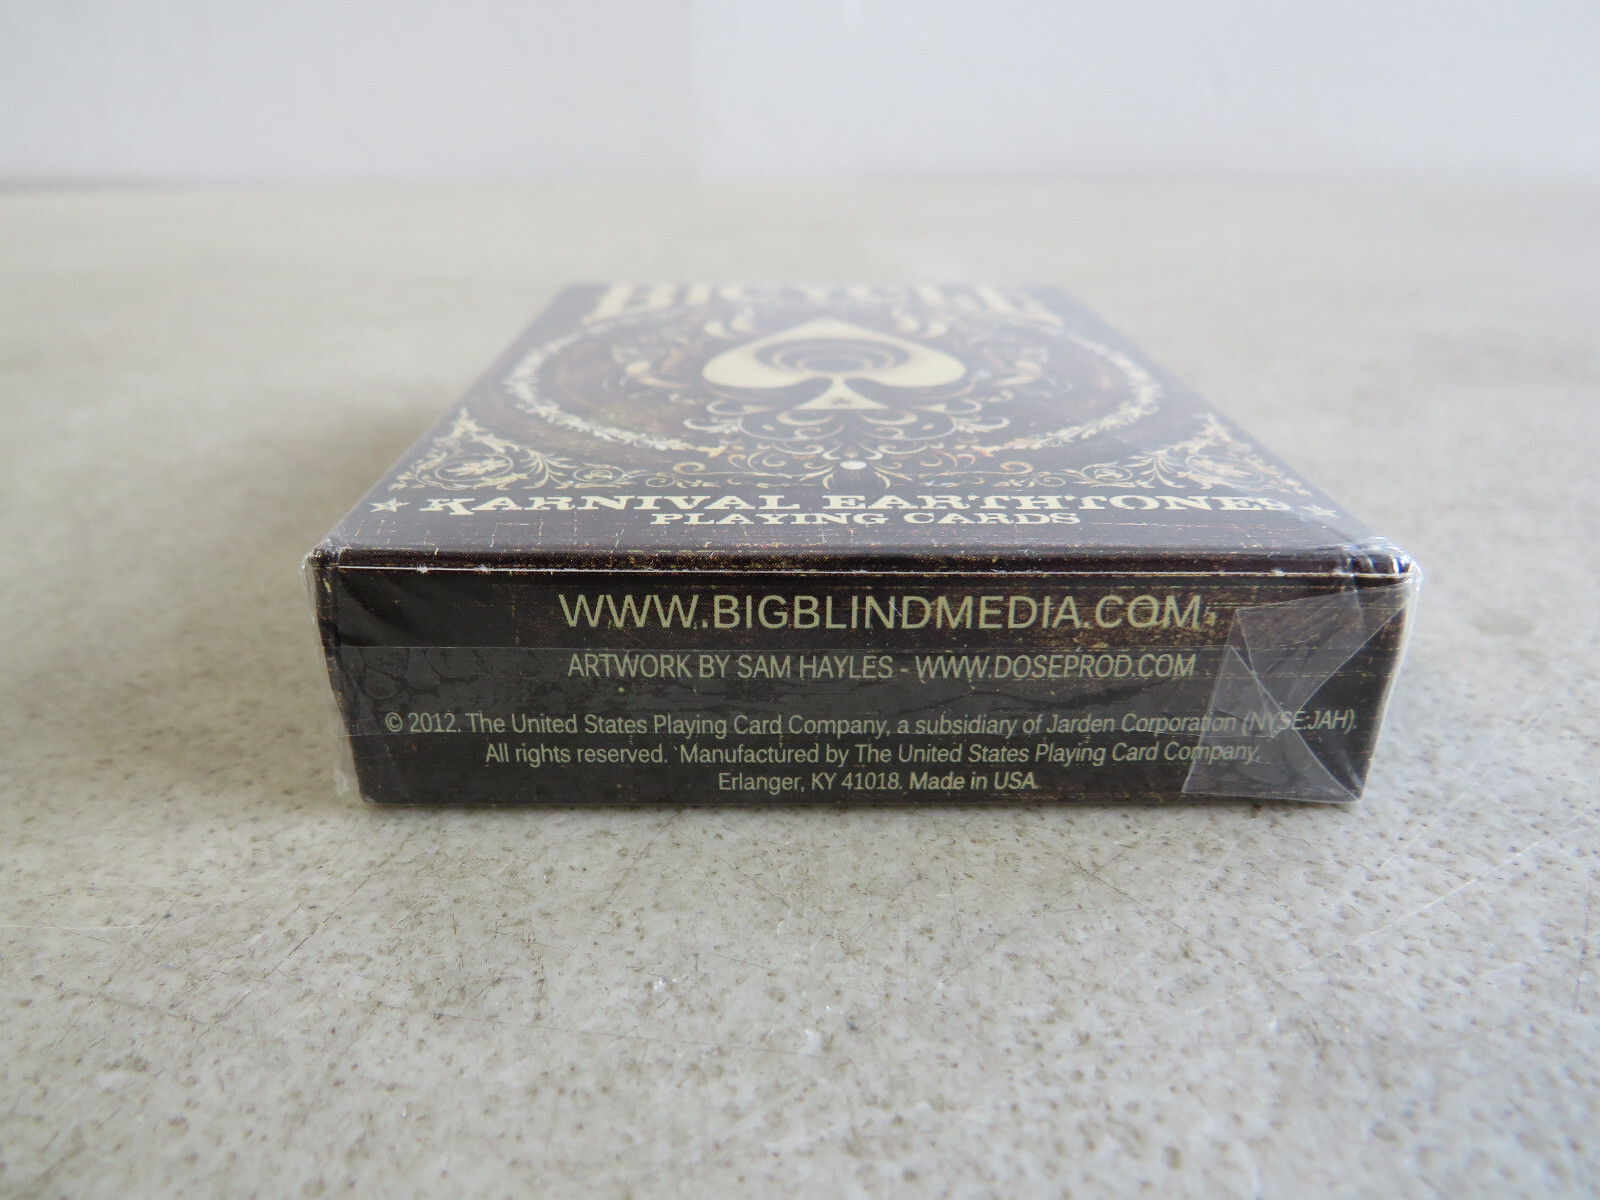 BICYCLE
KARNIVAL EARTHTONES
PLAYING CARDS
WWW.BIGBLINDMEDIA.COM
ARTWORK BY SAM HAYLES - WWW.DOSEPROD.COM
© 2012. The United States Playing Card Company, a subsidiary of Jarden Corporation (NYSE:JAH).
All rights reserved. Manufactured by The United States Playing Card Company,
Erlanger, KY 41018. Made in USA